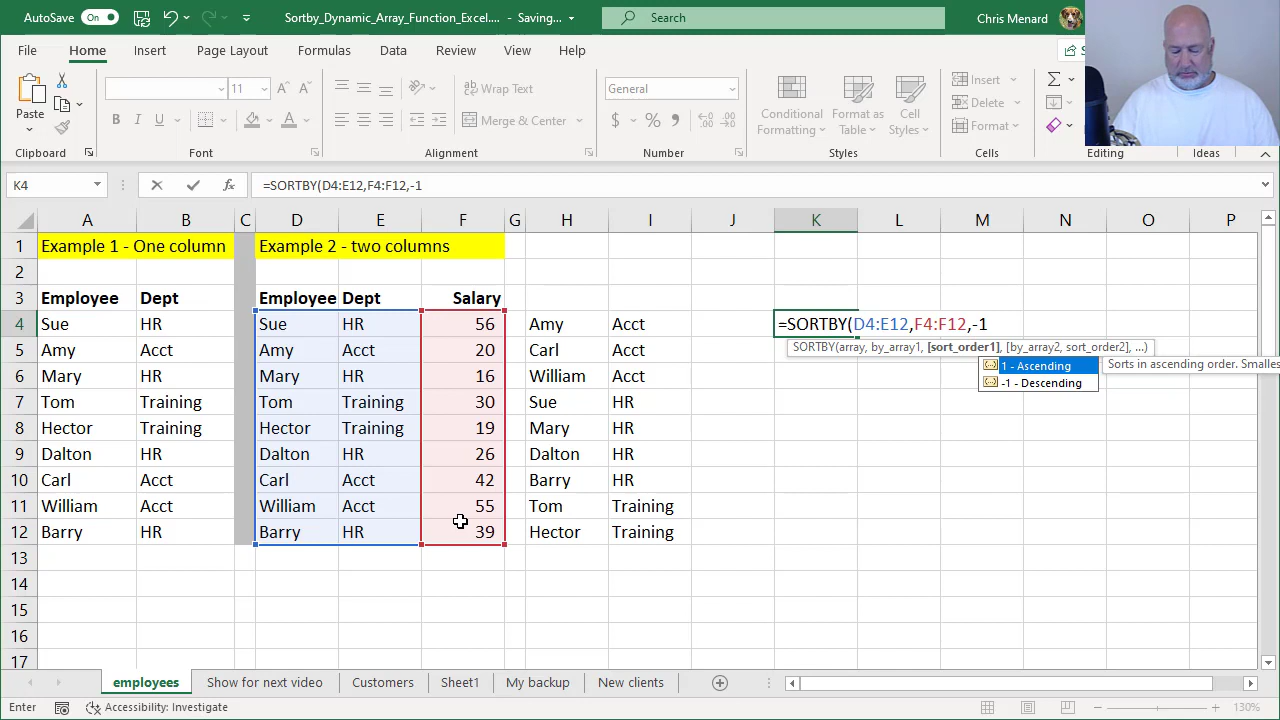 AutoSave On Sortby_Dynamic_Array_Function_Excel.... - Saving... Search Chris Menard
File Home Insert Page Layout Formulas Data Review View Help
Paste 11 A A Wrap Text General Conditional Formatting Format as Table Cell Styles Insert
B I U A Merge & Center $ % Delete
Format
Clipboard Font Alignment Number Styles Cells Editing Ideas
K4 fx =SORTBY(D4:E12,F4:F12,-1
A B C D E F G H I J K L M N O P
1 Example 1 - One column Example 2 - two columns
2
3 Employee Dept Employee Dept Salary
4 Sue HR Sue HR 56 Amy Acct =SORTBY(D4:E12,F4:F12,-1
SORTBY(array, by_array1, [sort_order1], [by_array2, sort_order2], ...)
5 Amy Acct Amy Acct 20 Carl Acct
1 - Ascending Sorts in ascending order. Smalles
-1 - Descending
6 Mary HR Mary HR 16 William Acct
7 Tom Training Tom Training 30 Sue HR
8 Hector Training Hector Training 19 Mary HR
9 Dalton HR Dalton HR 26 Dalton HR
10 Carl Acct Carl Acct 42 Barry HR
11 William Acct William Acct 55 Tom Training
12 Barry HR Barry HR 39 Hector Training
13
14
15
16
17
employees Show for next video Customers Sheet1 My backup New clients
Enter Accessibility: Investigate 130%